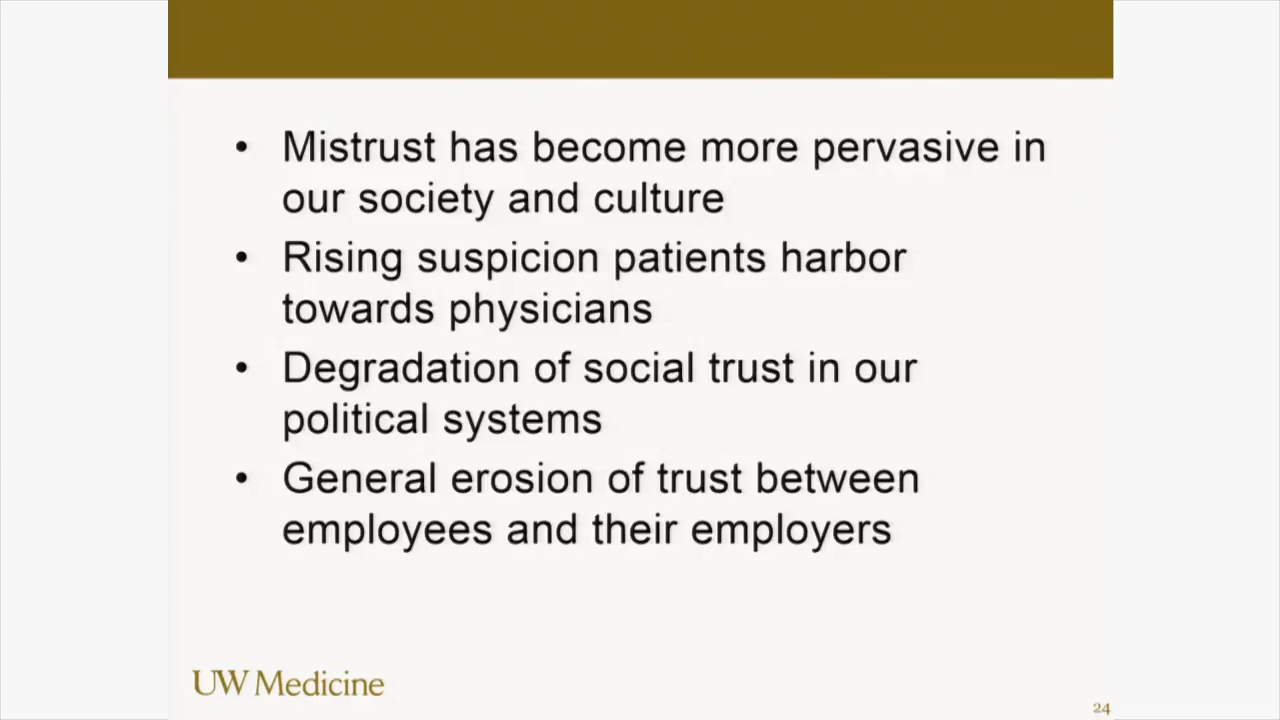 • Mistrust has become more pervasive in
our society and culture
• Rising suspicion patients harbor
towards physicians
• Degradation of social trust in our
political systems
• General erosion of trust between
employees and their employers
UW Medicine
24